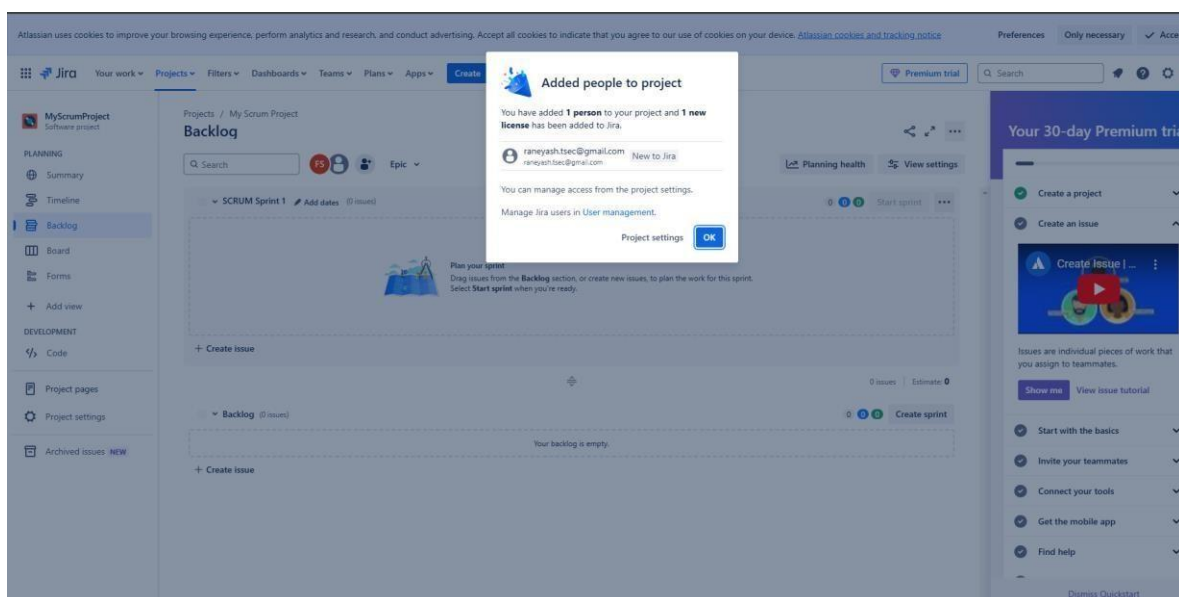 Atlassian uses cookies to improve your browsing experience, perform analytics and research, and conduct advertising. Accept all cookies to indicate that you agree to our use of cookies on your device. Atlassian cookies and tracking notice
Preferences
Only necessary
Acce
Jira
Your work
Projects
Filters
Dashboards
Teams
Plans
Apps
Create
Premium trial
Search
MyScrumProject
Software project
PLANNING
Summary
Timeline
Backlog
Board
Forms
Add view
DEVELOPMENT
Code
Project pages
Project settings
Archived issues NEW
Projects / My Scrum Project
Backlog
Search
FS
Epic
Planning health
View settings
SCRUM Sprint 1
Add dates
(0 issues)
0 0 0
Start sprint
Plan your sprint
Drag issues from the Backlog section, or create new issues, to plan the work for this sprint.
Select Start sprint when you're ready.
+ Create issue
0 issues | Estimate: 0
Backlog (0 issues)
0 0 0
Create sprint
Your backlog is empty.
+ Create issue
Added people to project
You have added 1 person to your project and 1 new
license has been added to Jira.
raneyash.tsec@gmail.com
raneyash.tsec@gmail.com
New to Jira
You can manage access from the project settings.
Manage Jira users in User management.
Project settings
OK
Your 30-day Premium tria
Create a project
Create an issue
Create Issue | ...
Issues are individual pieces of work that
you assign to teammates.
Show me
View issue tutorial
Start with the basics
Invite your teammates
Connect your tools
Get the mobile app
Find help
Dismiss Quickstart